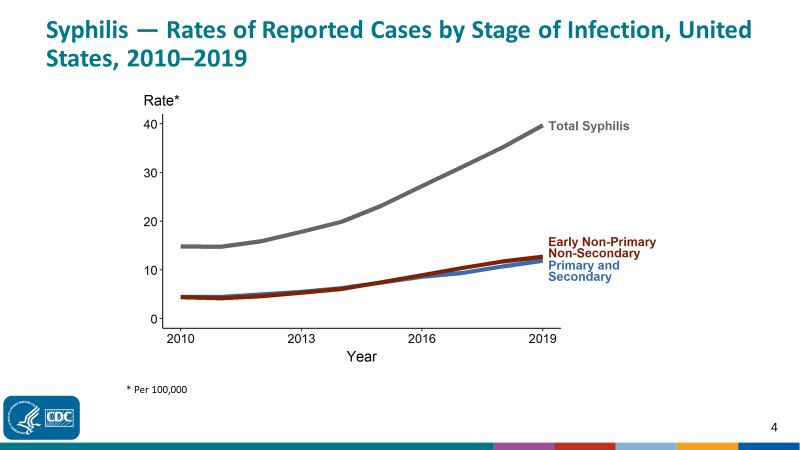 Syphilis — Rates of Reported Cases by Stage of Infection, United
States, 2010–2019
Rate*
40
30
20
10
0
Total Syphilis
Early Non-Primary
Non-Secondary
Primary and
Secondary
2010 2013 2016 2019
Year
* Per 100,000
CDC
4